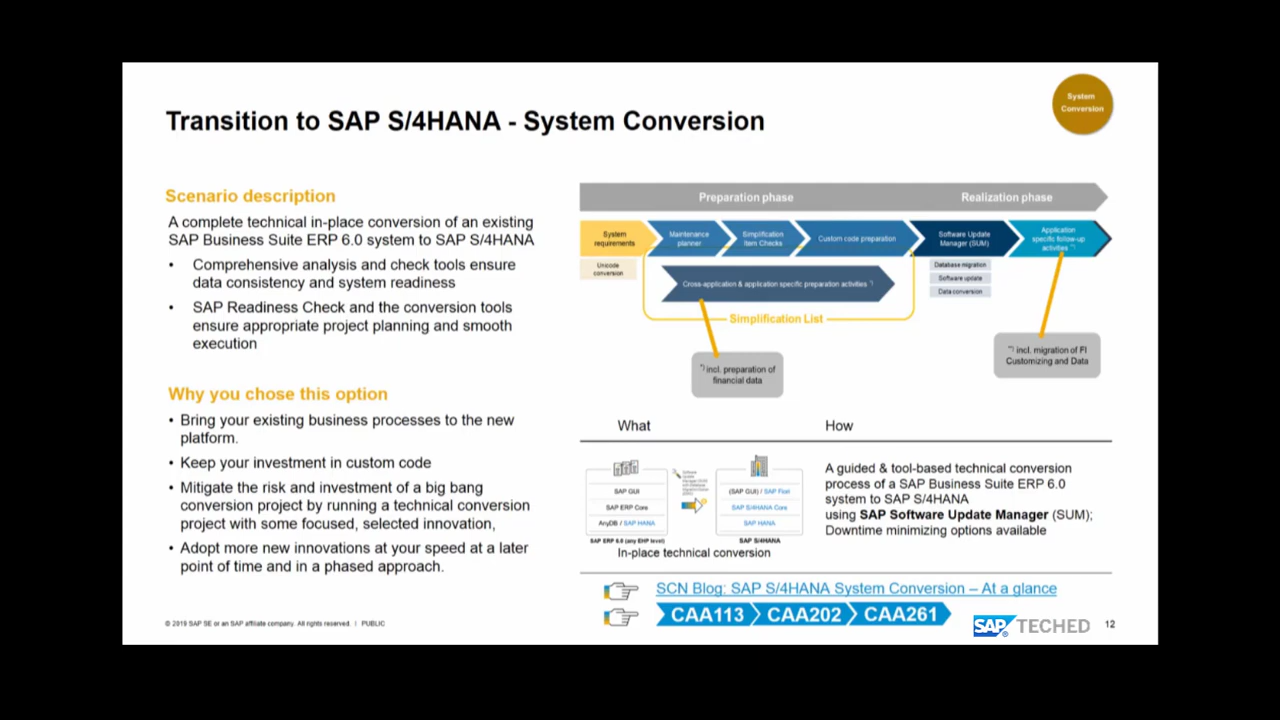 System
Conversion
Transition to SAP S/4HANA - System Conversion
Scenario description
A complete technical in-place conversion of an existing
SAP Business Suite ERP 6.0 system to SAP S/4HANA
• Comprehensive analysis and check tools ensure
data consistency and system readiness
• SAP Readiness Check and the conversion tools
ensure appropriate project planning and smooth
execution
Why you chose this option
• Bring your existing business processes to the new
platform.
• Keep your investment in custom code
• Mitigate the risk and investment of a big bang
conversion project by running a technical conversion
project with some focused, selected innovation,
• Adopt more new innovations at your speed at a later
point of time and in a phased approach.
Preparation phase
Realization phase
System
requirements
Maintenance
planner
Simplification
Item Checks
Custom code preparation
Software Update
Manager (SUM)
Application
specific follow-up
activities **)
Unicode
conversion
Cross-application & application specific preparation activities *)
Database migration
Software update
Data conversion
Simplification List
*) incl. preparation of
financial data
**) incl. migration of FI
Customizing and Data
What
How
SAP GUI
SAP ERP Core
AnyDB / SAP HANA
SAP ERP 6.0 (any EHP level)
(SAP GUI) / SAP Fiori
SAP S/4HANA Core
SAP HANA
SAP S/4HANA
In-place technical conversion
A guided & tool-based technical conversion
process of a SAP Business Suite ERP 6.0
system to SAP S/4HANA
using SAP Software Update Manager (SUM);
Downtime minimizing options available
SCN Blog: SAP S/4HANA System Conversion – At a glance
CAA113 CAA202 CAA261
© 2019 SAP SE or an SAP affiliate company. All rights reserved. I PUBLIC
SAP TECHED
12